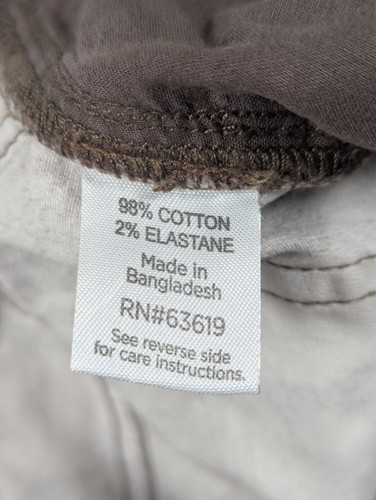 98% COTTON
2% ELASTANE
Made in
Bangladesh
RN#63619
See reverse side
for care instructions.